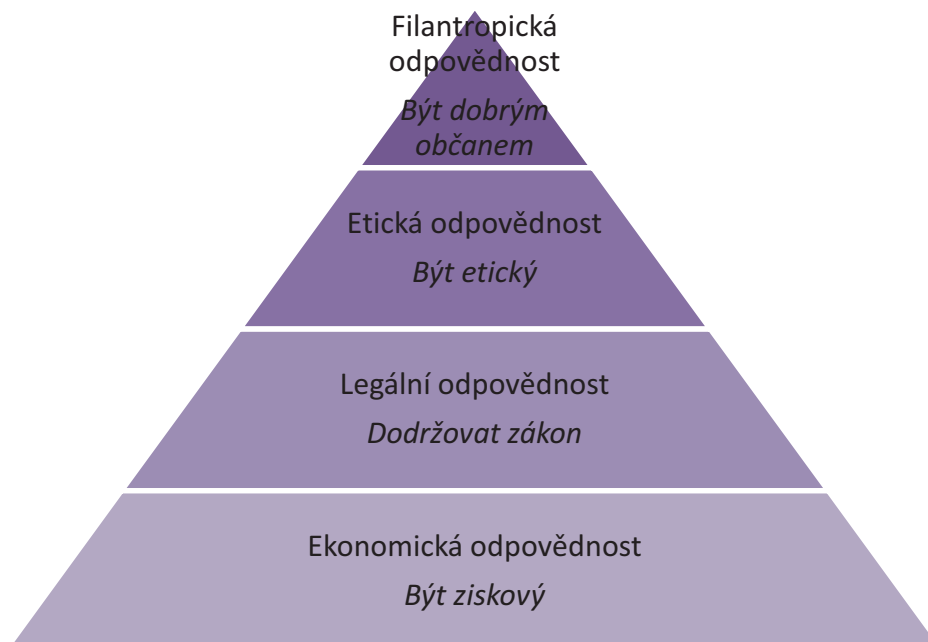 Filantropická
odpovědnost
Být dobrým
občanem
Etická odpovědnost
Být etický
Legální odpovědnost
Dodržovat zákon
Ekonomická odpovědnost
Být ziskový